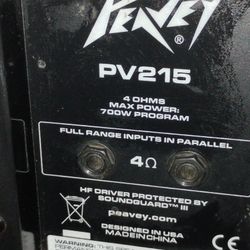 PEAVEY
®
PV215
4 OHMS
MAX POWER:
700W PROGRAM
FULL RANGE INPUTS IN PARALLEL
4Ω
HF DRIVER PROTECTED BY
SOUNDGUARD™ III
peavey.com
DESIGNED IN USA
MADE IN CHINA
WARNING: THIS